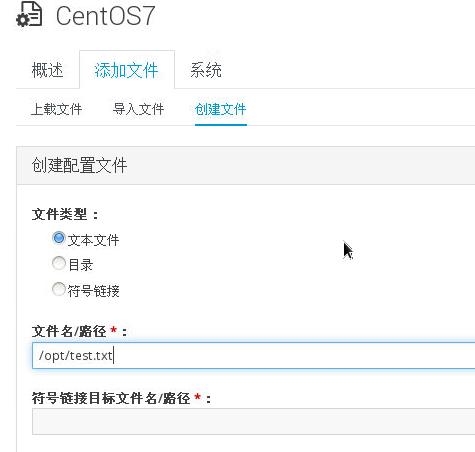 CentOS7
概述 添加文件 系统
上载文件 导入文件 创建文件
创建配置文件
文件类型：
文本文件
目录
符号链接
文件名/路径 *：
/opt/test.txt
符号链接目标文件名/路径 *：